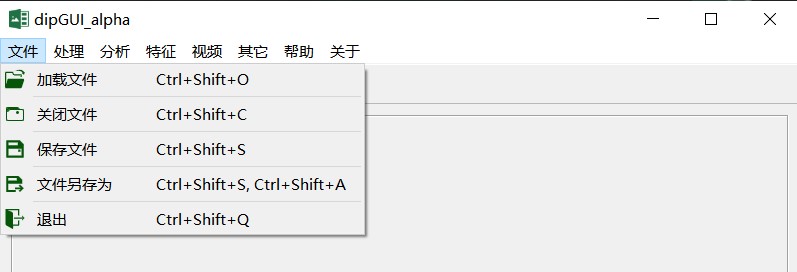 dipGUI_alpha
文件 处理 分析 特征 视频 其它 帮助 关于
加载文件 Ctrl+Shift+O
关闭文件 Ctrl+Shift+C
保存文件 Ctrl+Shift+S
文件另存为 Ctrl+Shift+S, Ctrl+Shift+A
退出 Ctrl+Shift+Q